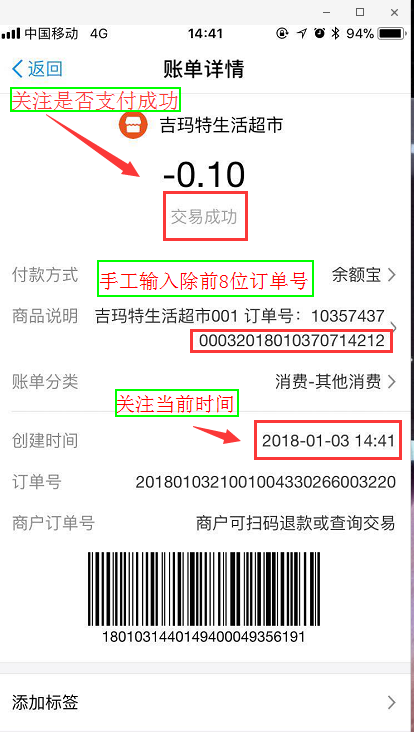 中国移动 4G 14:41 94%
返回 账单详情
关注是否支付成功
吉玛特生活超市
-0.10
交易成功
付款方式 手工输入除前8位订单号 余额宝
商品说明 吉玛特生活超市001 订单号：10357437
00032018010370714212
账单分类 消费-其他消费
关注当前时间
创建时间 2018-01-03 14:41
订单号 20180103210010043302660032​20
商户订单号 商户可扫码退款或查询交易
1801031440149400049356191
添加标签